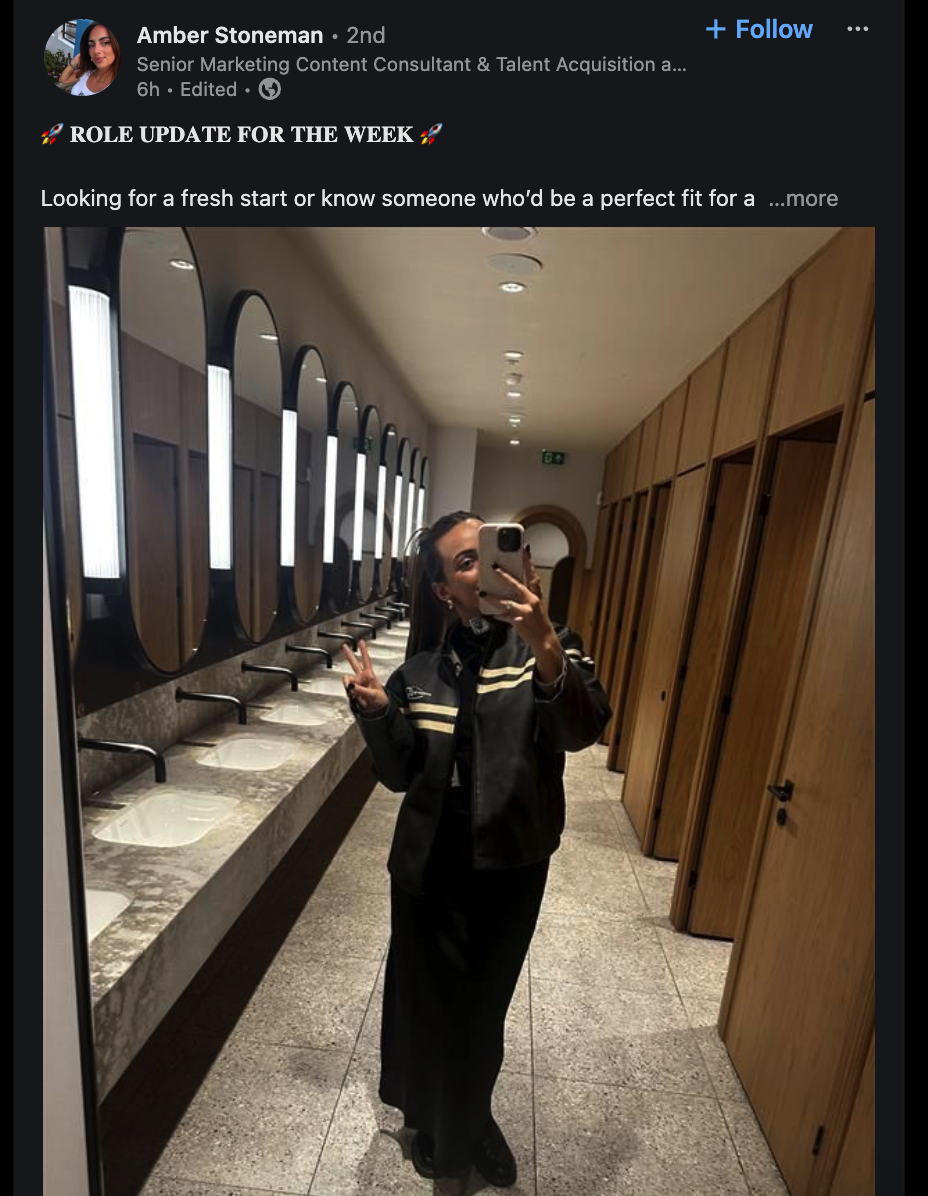 Amber Stoneman • 2nd
+ Follow
Senior Marketing Content Consultant & Talent Acquisition a...
6h • Edited •
🚀 ROLE UPDATE FOR THE WEEK 🚀
Looking for a fresh start or know someone who’d be a perfect fit for a ...more